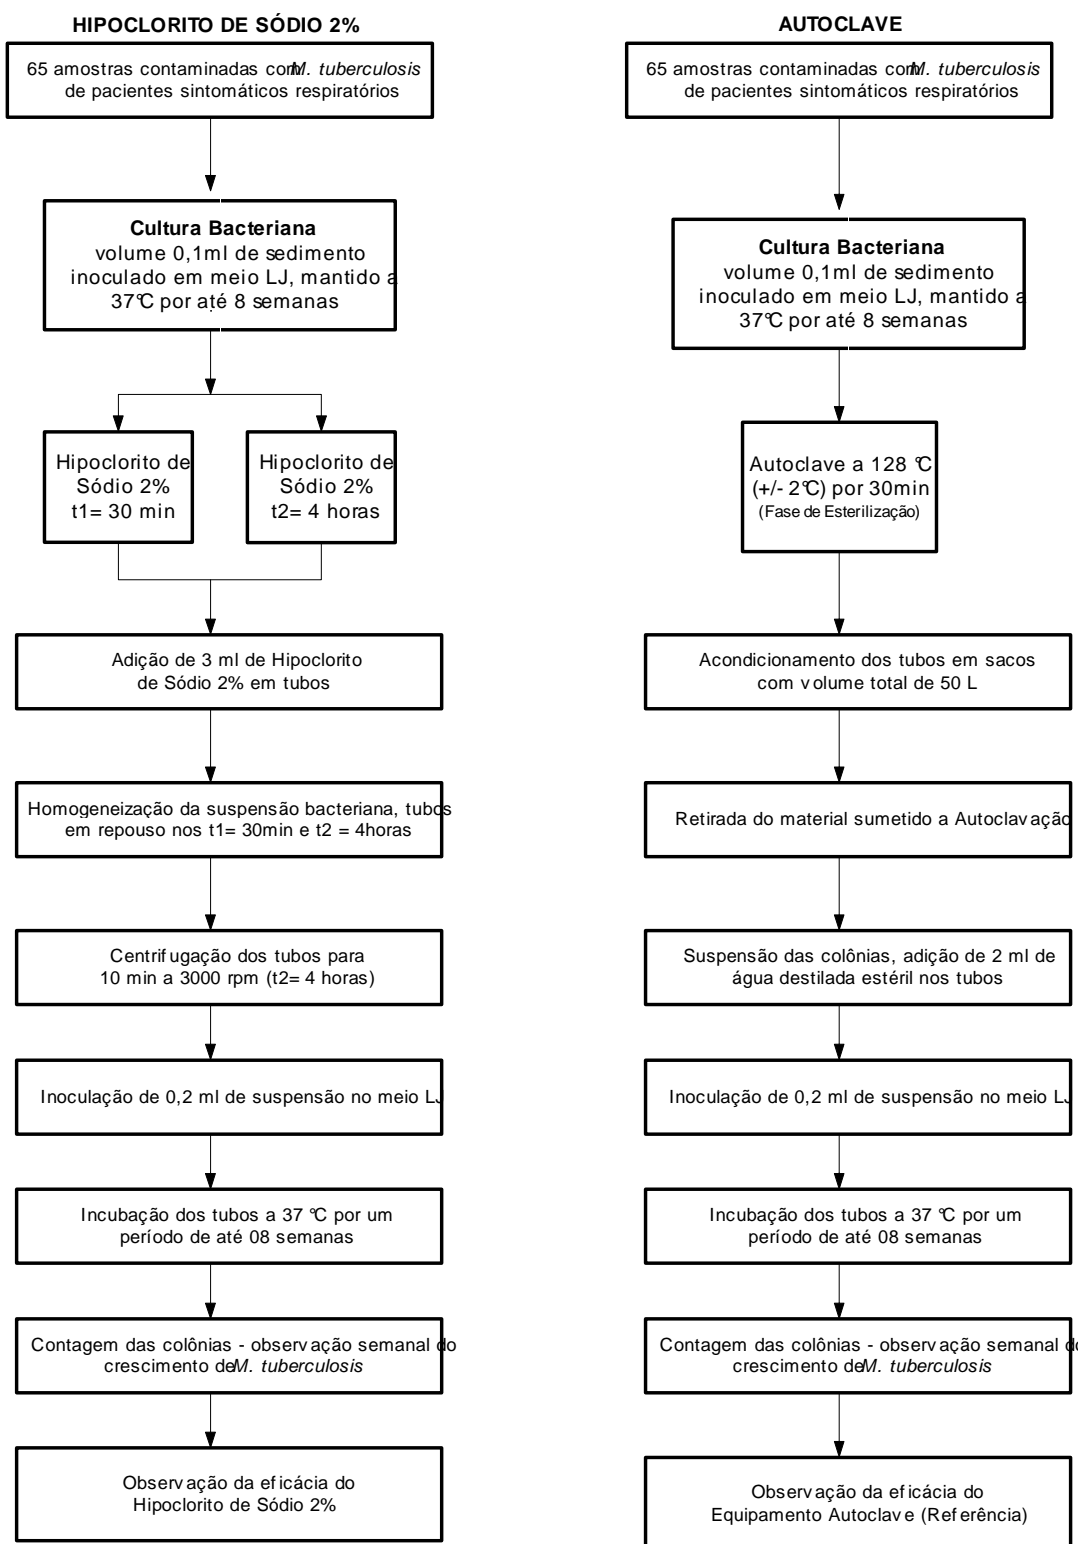 HIPOCLORITO DE SÓDIO 2%
65 amostras contaminadas com M. tuberculosis
de pacientes sintomáticos respiratórios
Cultura Bacteriana
volume 0,1ml de sedimento
inoculado em meio LJ, mantido a
37°C por até 8 semanas
Hipoclorito de
Sódio 2%
t1= 30 min
Hipoclorito de
Sódio 2%
t2= 4 horas
Adição de 3 ml de Hipoclorito
de Sódio 2% em tubos
Homogeneização da suspensão bacteriana, tubos
em repouso nos t1= 30min e t2 = 4horas
Centrifugação dos tubos para
10 min a 3000 rpm (t2= 4 horas)
Inoculação de 0,2 ml de suspensão no meio LJ
Incubação dos tubos a 37 °C por um
período de até 08 semanas
Contagem das colônias - observação semanal do
crescimento de M. tuberculosis
Observação da eficácia do
Hipoclorito de Sódio 2%
AUTOCLAVE
65 amostras contaminadas com M. tuberculosis
de pacientes sintomáticos respiratórios
Cultura Bacteriana
volume 0,1ml de sedimento
inoculado em meio LJ, mantido a
37°C por até 8 semanas
Autoclave a 128 °C
(+/- 2°C) por 30min
(Fase de Esterilização)
Acondicionamento dos tubos em sacos
com volume total de 50 L
Retirada do material sumetido a Autoclavação
Suspensão das colônias, adição de 2 ml de
água destilada estéril nos tubos
Inoculação de 0,2 ml de suspensão no meio LJ
Incubação dos tubos a 37 °C por um
período de até 08 semanas
Contagem das colônias - observação semanal do
crescimento de M. tuberculosis
Observação da eficácia do
Equipamento Autoclave (Referência)